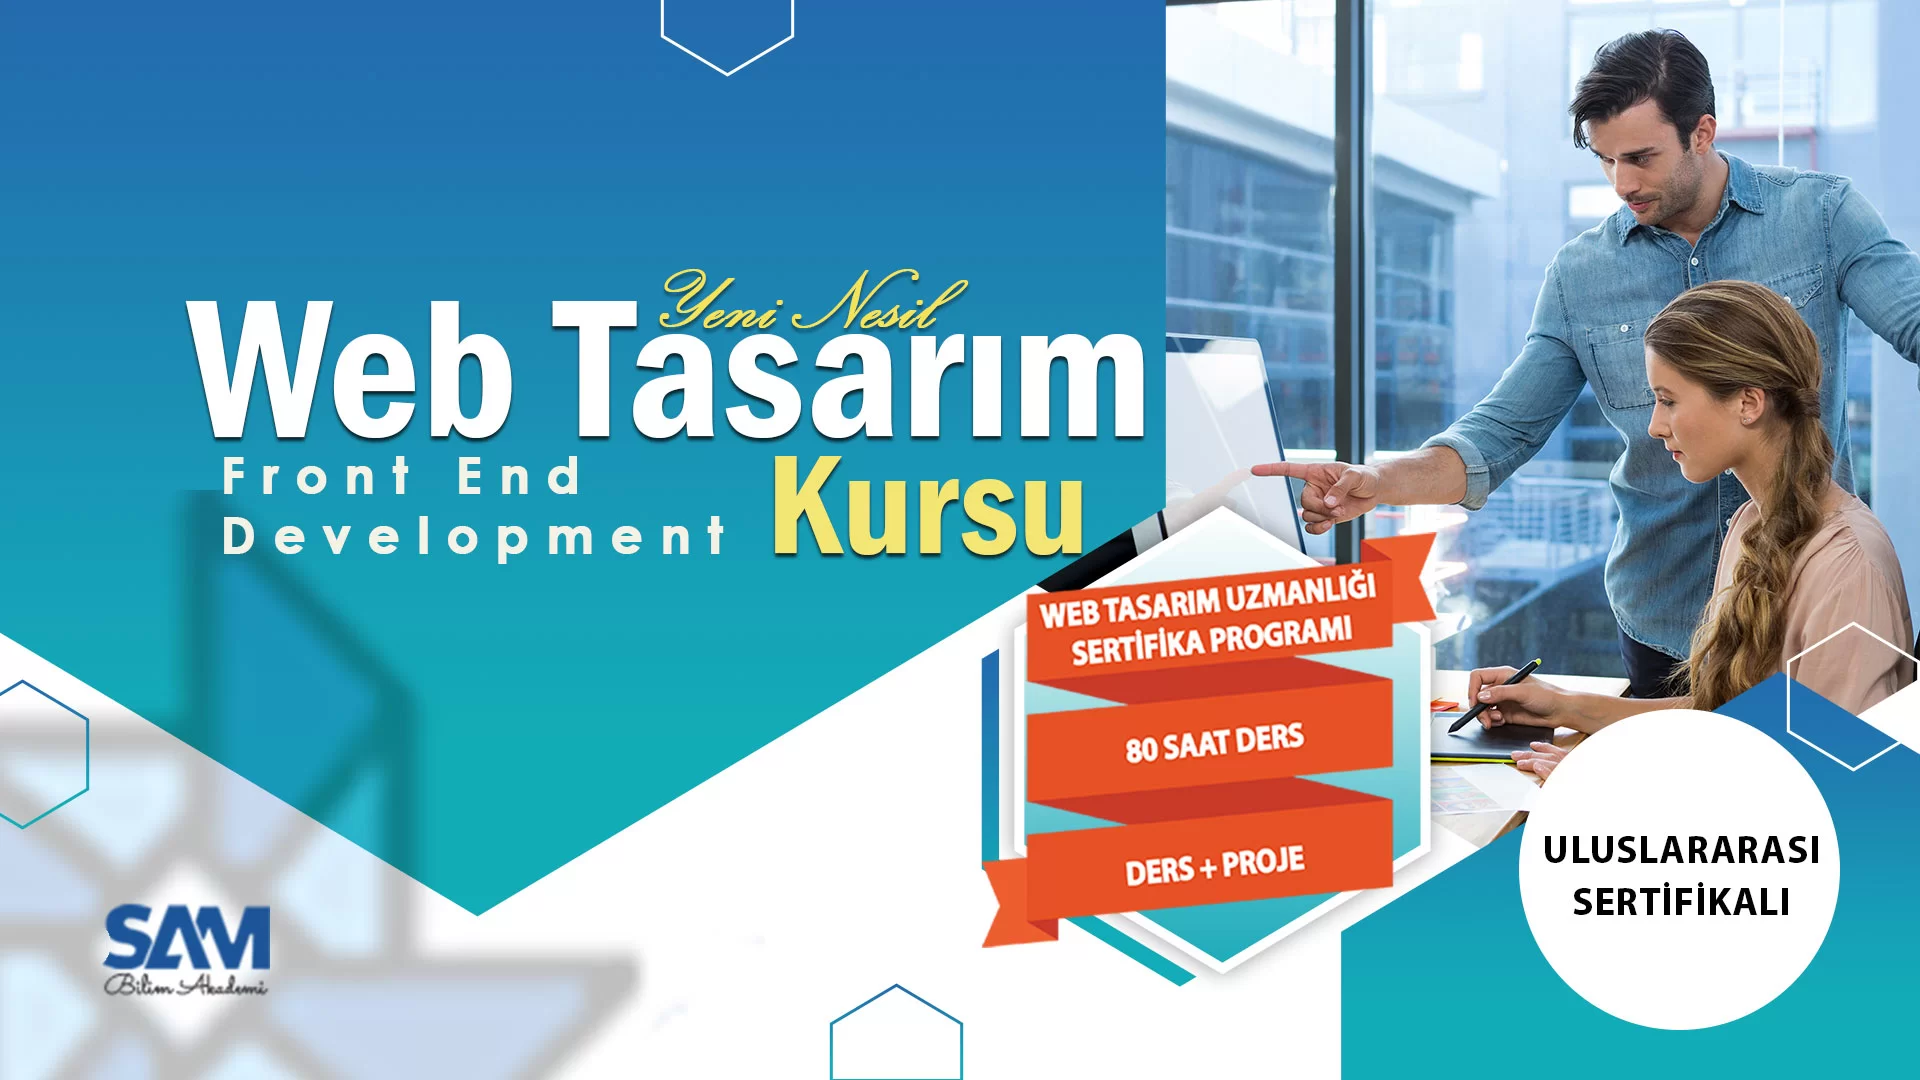 Yeni Nesil
Web Tasarım
Front End
Development
Kursu
WEB TASARIM UZMANLIĞI
SERTİFİKA PROGRAMI
80 SAAT DERS
DERS + PROJE
ULUSLARARASI
SERTİFİKALI
SAM
Bilim Akademi